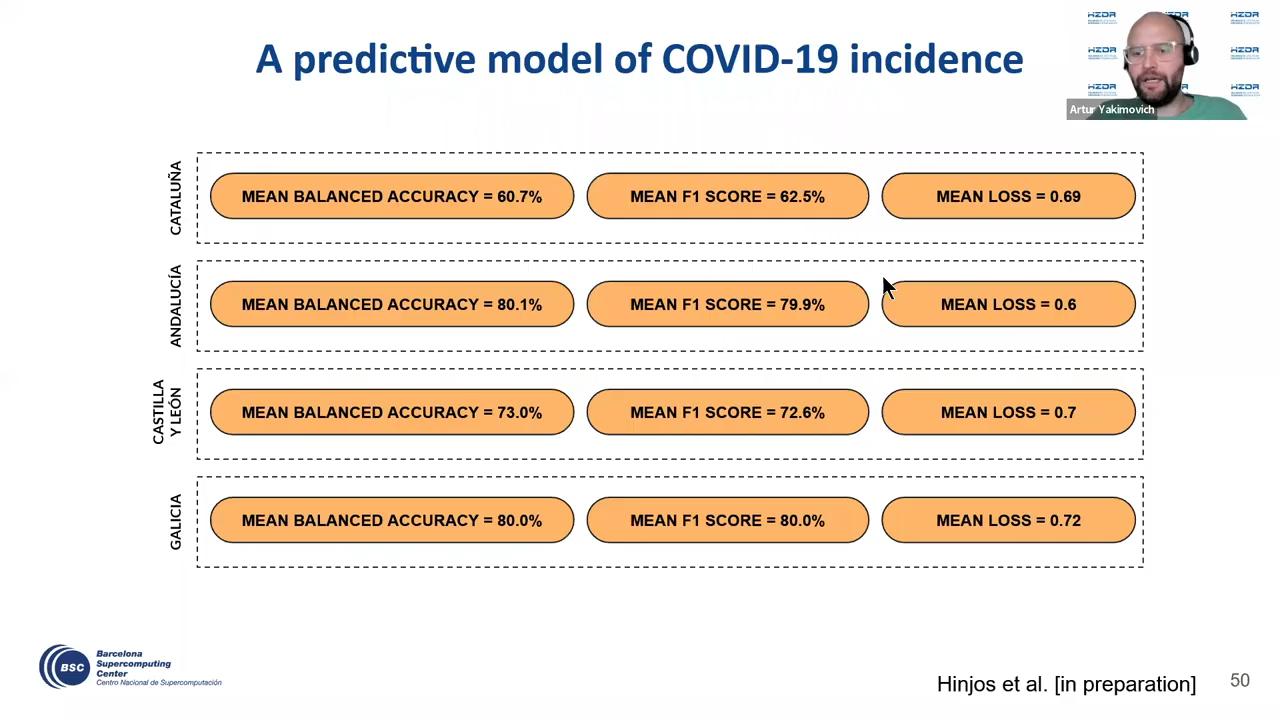 A predictive model of COVID-19 incidence
HZDR
HZDR
HZDR
HZDR
HZDR
HZDR
Artur Yakimovich
CATALUÑA
MEAN BALANCED ACCURACY = 60.7%
MEAN F1 SCORE = 62.5%
MEAN LOSS = 0.69
ANDALUCÍA
MEAN BALANCED ACCURACY = 80.1%
MEAN F1 SCORE = 79.9%
MEAN LOSS = 0.6
CASTILLA
Y LEÓN
MEAN BALANCED ACCURACY = 73.0%
MEAN F1 SCORE = 72.6%
MEAN LOSS = 0.7
GALICIA
MEAN BALANCED ACCURACY = 80.0%
MEAN F1 SCORE = 80.0%
MEAN LOSS = 0.72
BSC
Barcelona
Supercomputing
Center
Centro Nacional de Supercomputación
Hinjos et al. [in preparation]
50